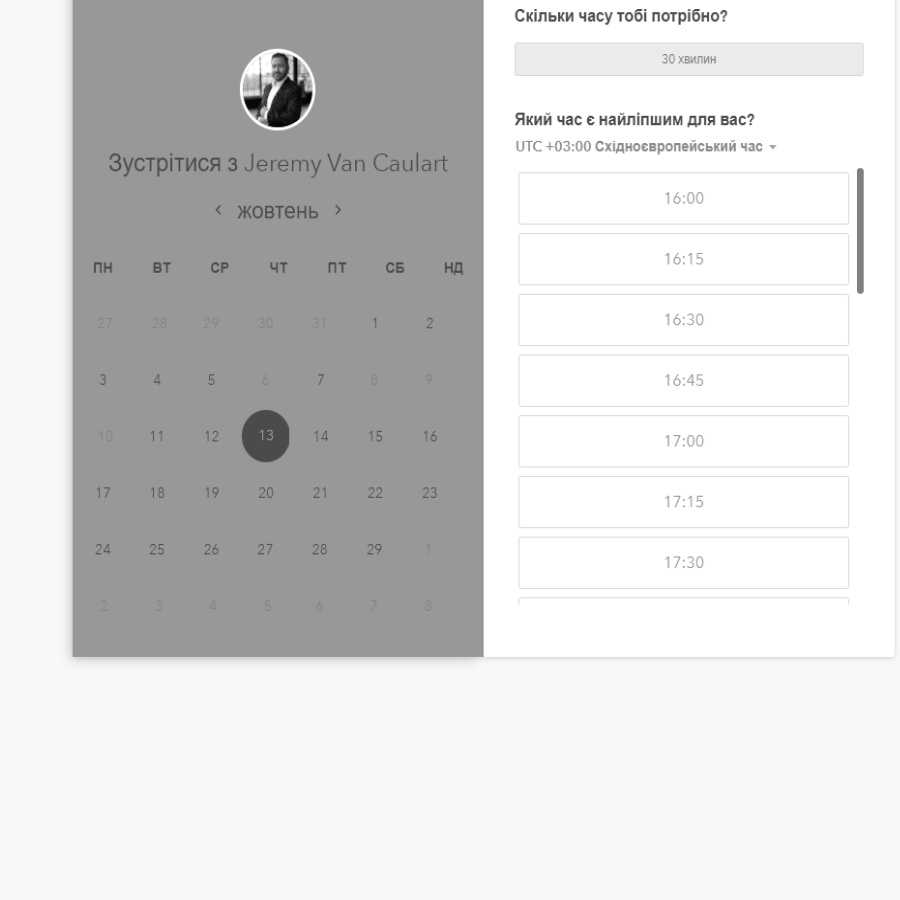 Зустрітися з Jeremy Van Caulart
жовтень
ПН ВТ СР ЧТ ПТ СБ НД
27 28 29 30 31 1 2
3 4 5 6 7 8 9
10 11 12 13 14 15 16
17 18 19 20 21 22 23
24 25 26 27 28 29 1
2 3 4 5 6 7 8
Скільки часу тобі потрібно?
30 хвилин
Який час є найліпшим для вас?
UTC +03:00 Східноєвропейський час
16:00
16:15
16:30
16:45
17:00
17:15
17:30